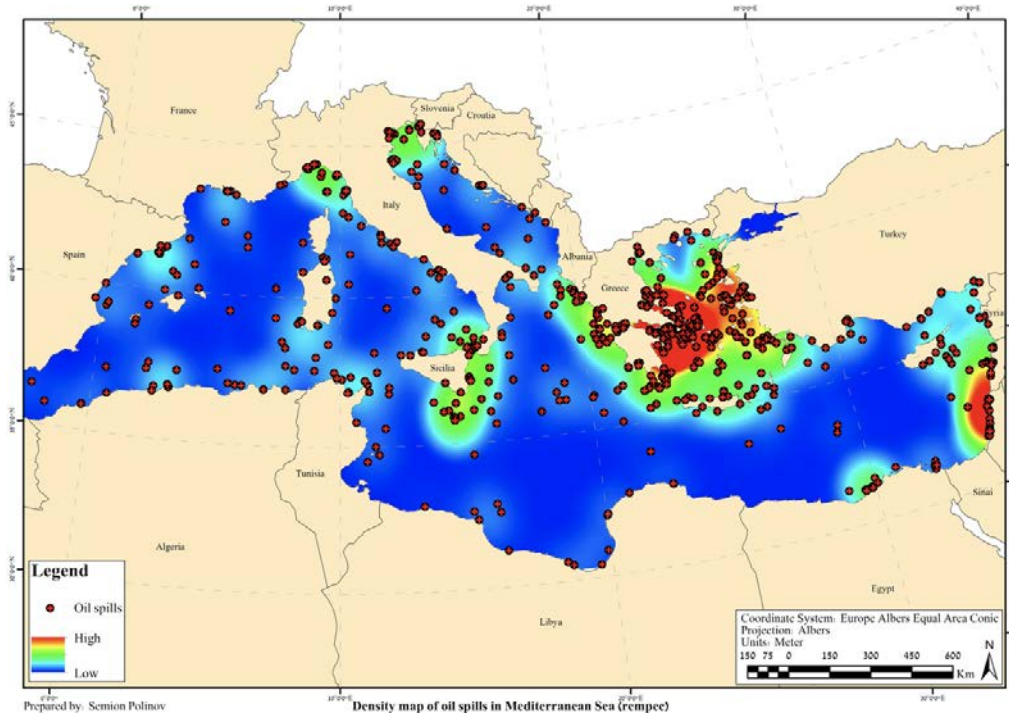 Slovenia
Croatia
France
Italy
Turkey
Spain
Albania
Greece
Syria
Sicilia
Tunisia
Sinai
Algeria
Egypt
Libya
Legend
Oil spills
High
Low
Coordinate System: Europe Albers Equal Area Conic
Projection: Albers
Units: Meter
N
150 75 0 150 300 450 600
Km
Prepared by: Semion Polinov
Density map of oil spills in Mediterranean Sea (rempec)